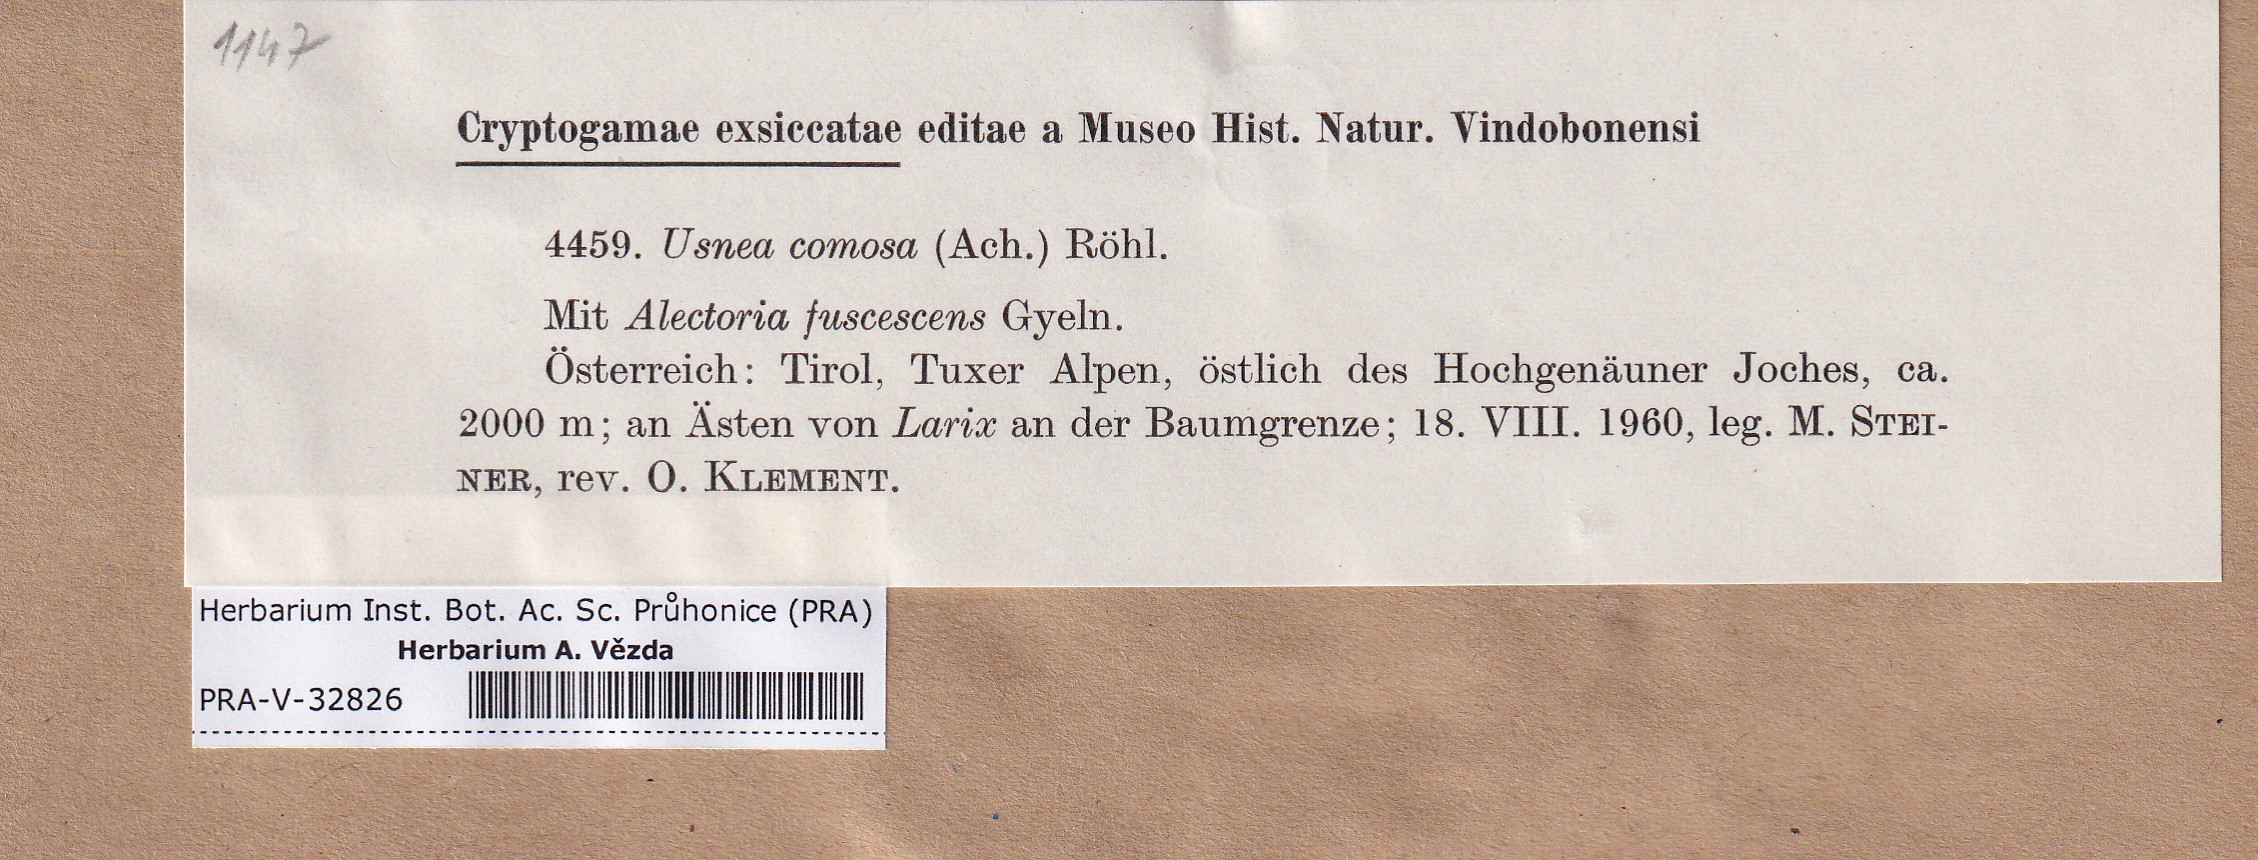 1147
Cryptogamae exsiccatae editae a Museo Hist. Natur. Vindobonensi
4459. Usnea comosa (Ach.) Röhl.
Mit Alectoria fuscescens Gyeln.
Österreich: Tirol, Tuxer Alpen, östlich des Hochgenäuner Joches, ca.
2000 m; an Ästen von Larix an der Baumgrenze; 18. VIII. 1960, leg. M. STEI-
NER, rev. O. KLEMENT.
Herbarium Inst. Bot. Ac. Sc. Průhonice (PRA)
Herbarium A. Vězda
PRA-V-32826